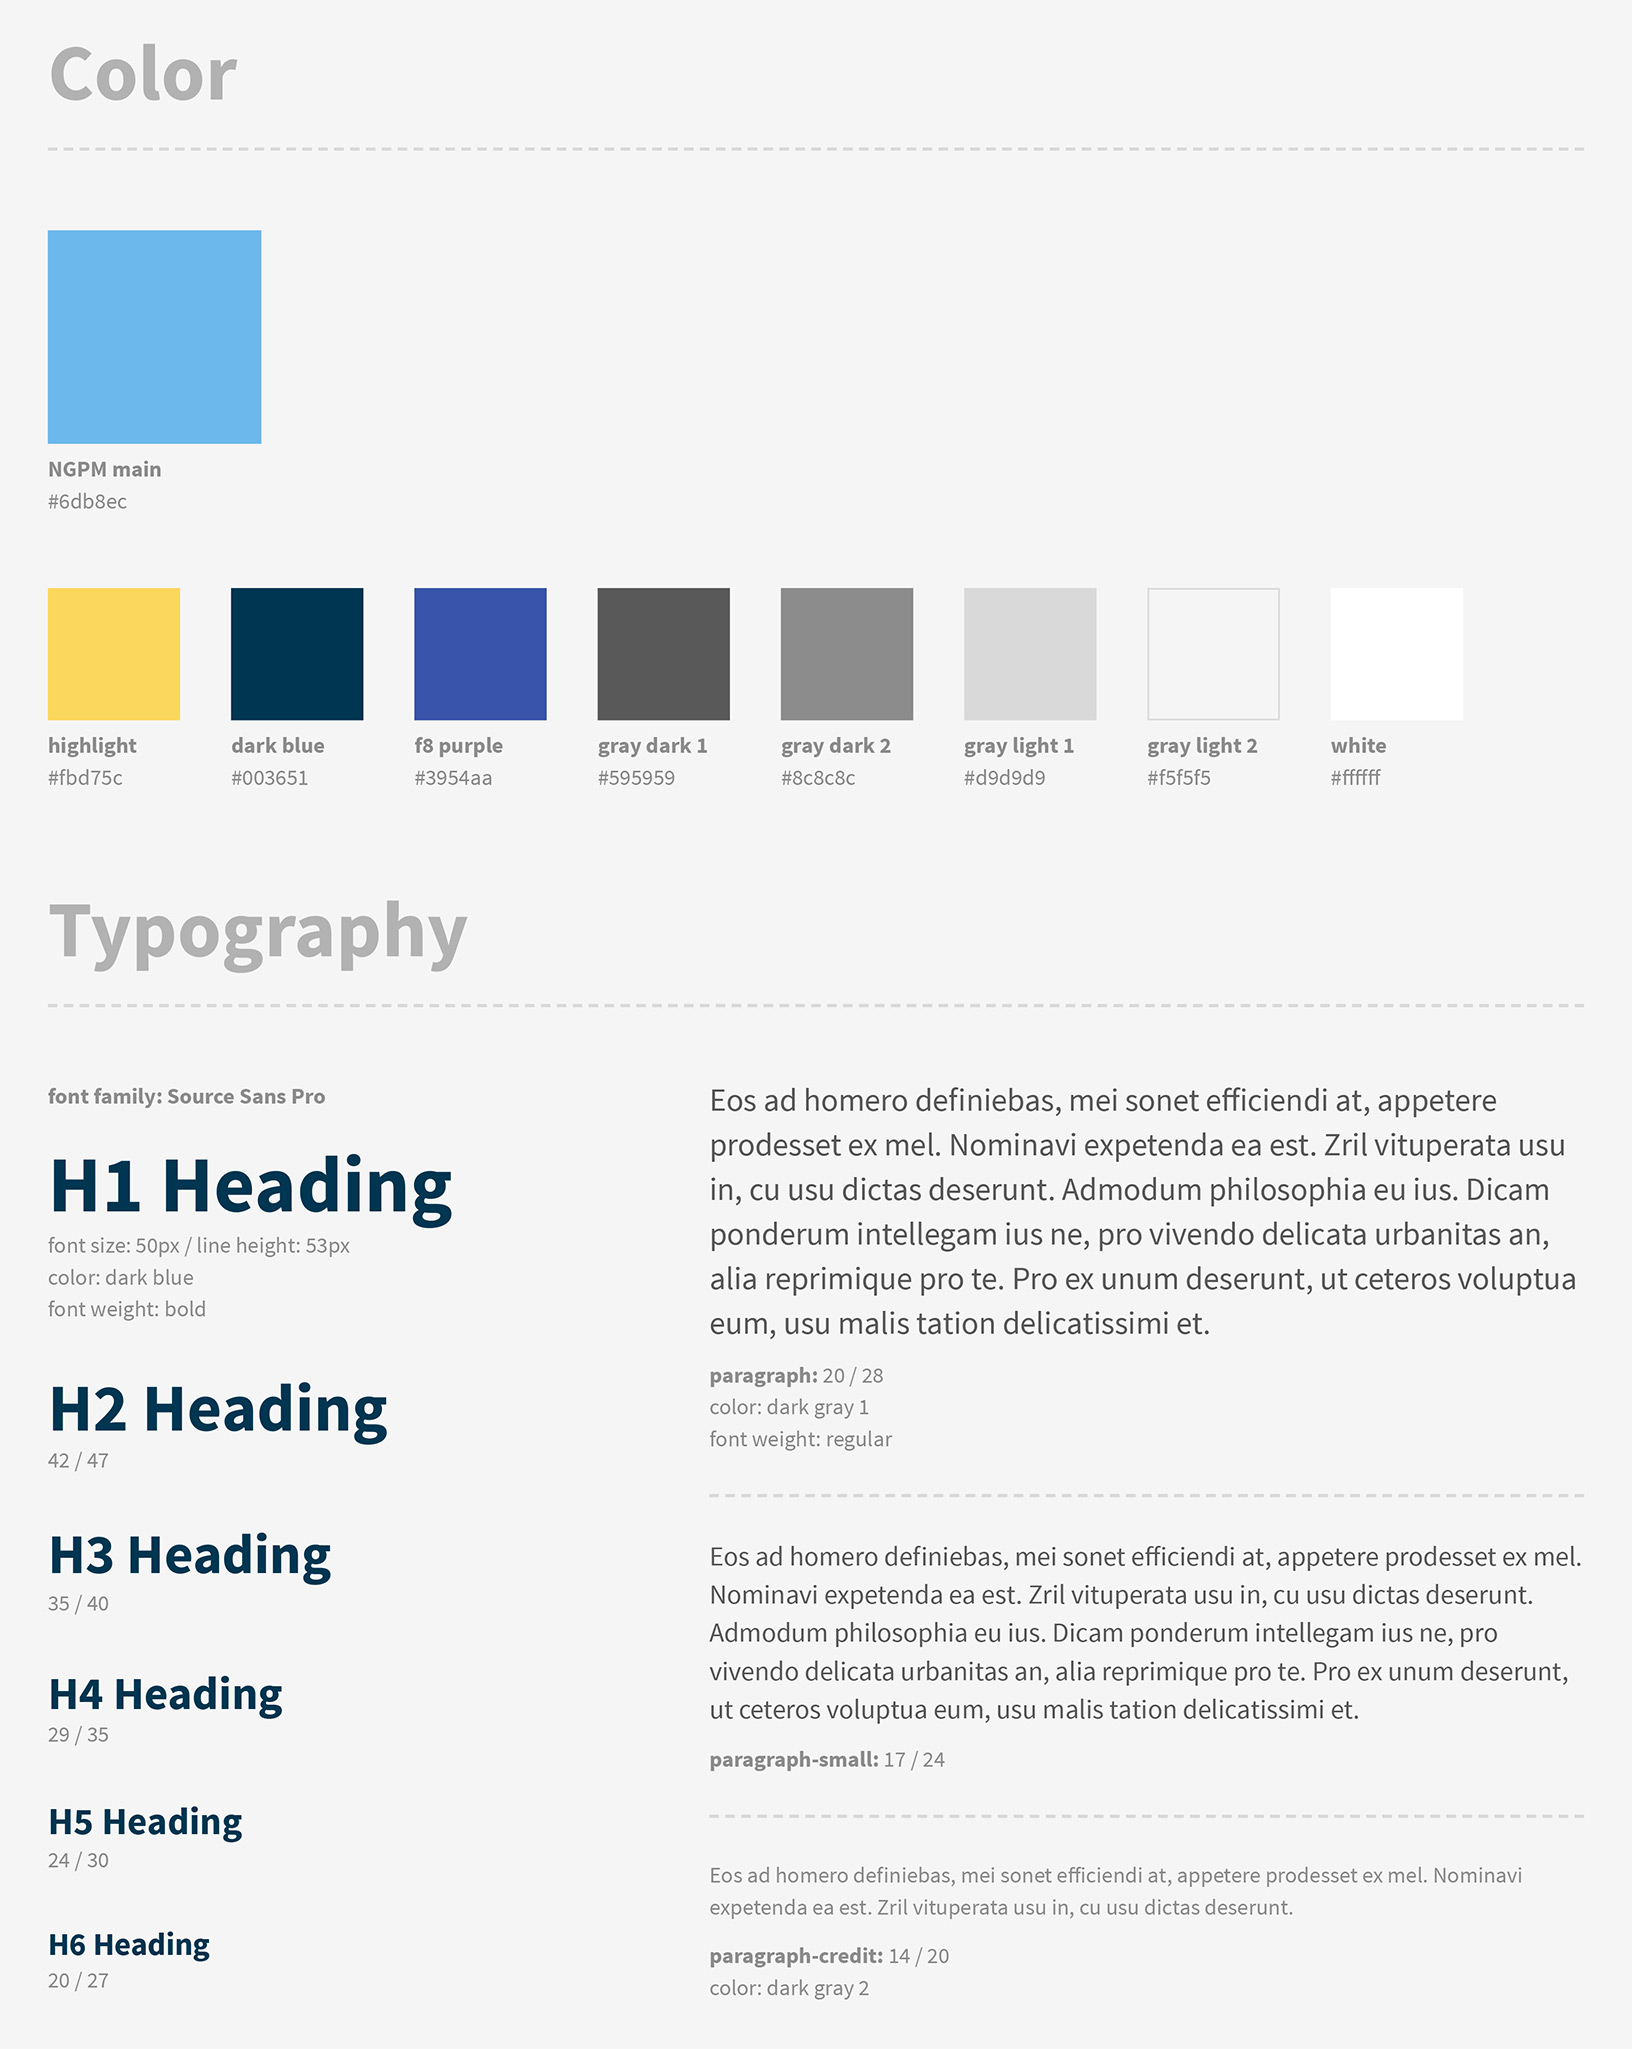 Color
NGPM main
#6db8ec
highlight
#fbd75c
dark blue
#003651
f8 purple
#3954aa
gray dark 1
#595959
gray dark 2
#8c8c8c
gray light 1
#d9d9d9
gray light 2
#f5f5f5
white
#ffffff
Typography
font family: Source Sans Pro
H1 Heading
font size: 50px / line height: 53px
color: dark blue
font weight: bold
H2 Heading
42 / 47
H3 Heading
35 / 40
H4 Heading
29 / 35
H5 Heading
24 / 30
H6 Heading
20 / 27
Eos ad homero definiebas, mei sonet efficiendi at, appetere
prodesset ex mel. Nominavi expetenda ea est. Zril vituperata usu
in, cu usu dictas deserunt. Admodum philosophia eu ius. Dicam
ponderum intellegam ius ne, pro vivendo delicata urbanitas an,
alia reprimique pro te. Pro ex unum deserunt, ut ceteros voluptua
eum, usu malis tation delicatissimi et.
paragraph: 20 / 28
color: dark gray 1
font weight: regular
Eos ad homero definiebas, mei sonet efficiendi at, appetere prodesset ex mel.
Nominavi expetenda ea est. Zril vituperata usu in, cu usu dictas deserunt.
Admodum philosophia eu ius. Dicam ponderum intellegam ius ne, pro
vivendo delicata urbanitas an, alia reprimique pro te. Pro ex unum deserunt,
ut ceteros voluptua eum, usu malis tation delicatissimi et.
paragraph-small: 17 / 24
Eos ad homero definiebas, mei sonet efficiendi at, appetere prodesset ex mel. Nominavi
expetenda ea est. Zril vituperata usu in, cu usu dictas deserunt.
paragraph-credit: 14 / 20
color: dark gray 2